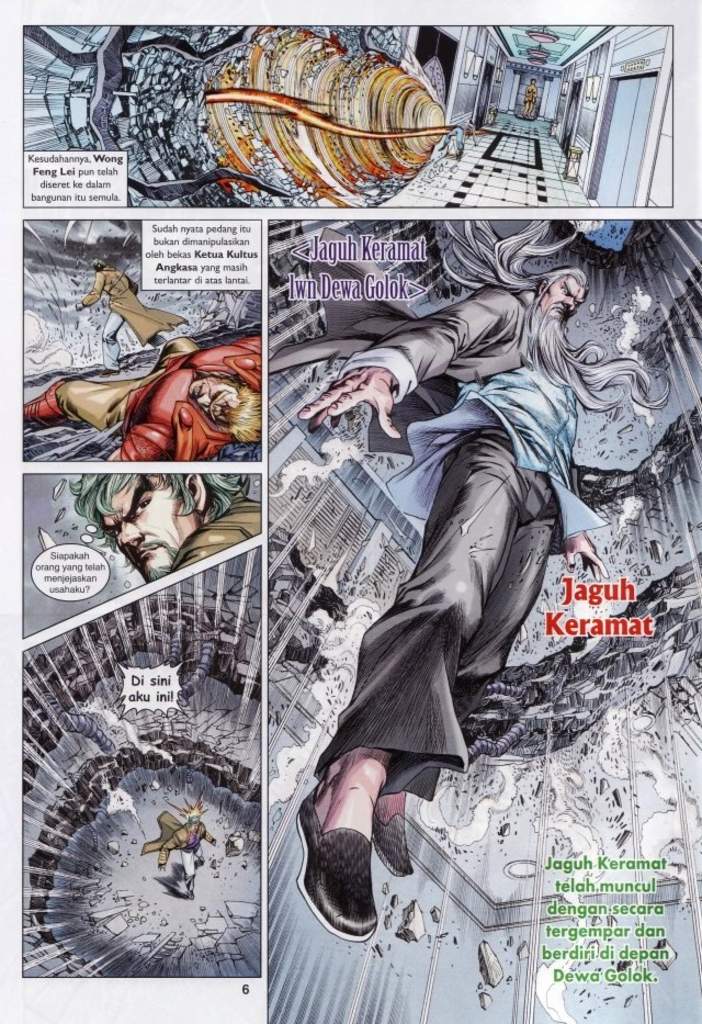 Kesudahannya, Wong
Feng Lei pun telah
diseret ke dalam
bangunan itu semula.
Sudah nyata pedang itu
bukan dimanipulasikan
oleh bekas Ketua Kultus
Angkasa yang masih
terlantar di atas lantai.
<Jaguh Keramat
lwn Dewa Golok>
Siapakah
orang yang telah
menjejaskan
usahaku?
Di sini
aku ini!
Jaguh
Keramat
Jaguh Keramat
telah muncul
dengan secara
tergempar dan
berdiri di depan
Dewa Golok.
6